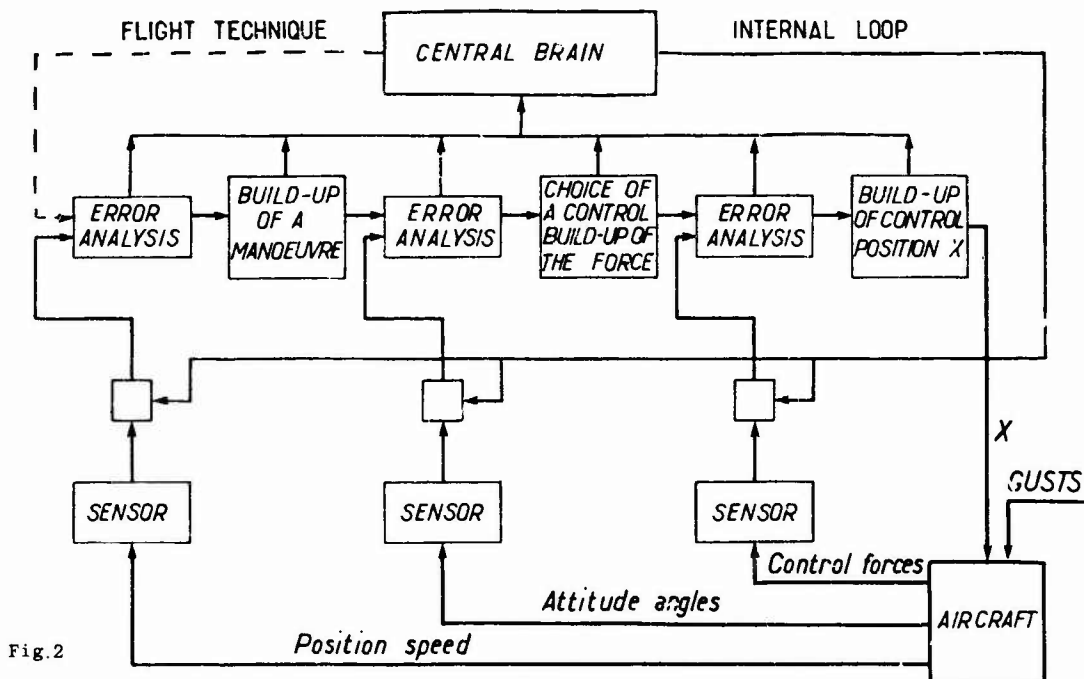 FLIGHT TECHNIQUE
INTERNAL LOOP
CENTRAL BRAIN
ERROR
ANALYSIS
BUILD-UP
OF A
MANOEUVRE
ERROR
ANALYSIS
CHOICE OF
A CONTROL
BUILD-UP OF
THE FORCE
ERROR
ANALYSIS
BUILD-UP
OF CONTROL
POSITION X
X
GUSTS
SENSOR
SENSOR
SENSOR
Control forces
Attitude angles
AIRCRAFT
Position speed
Fig.2